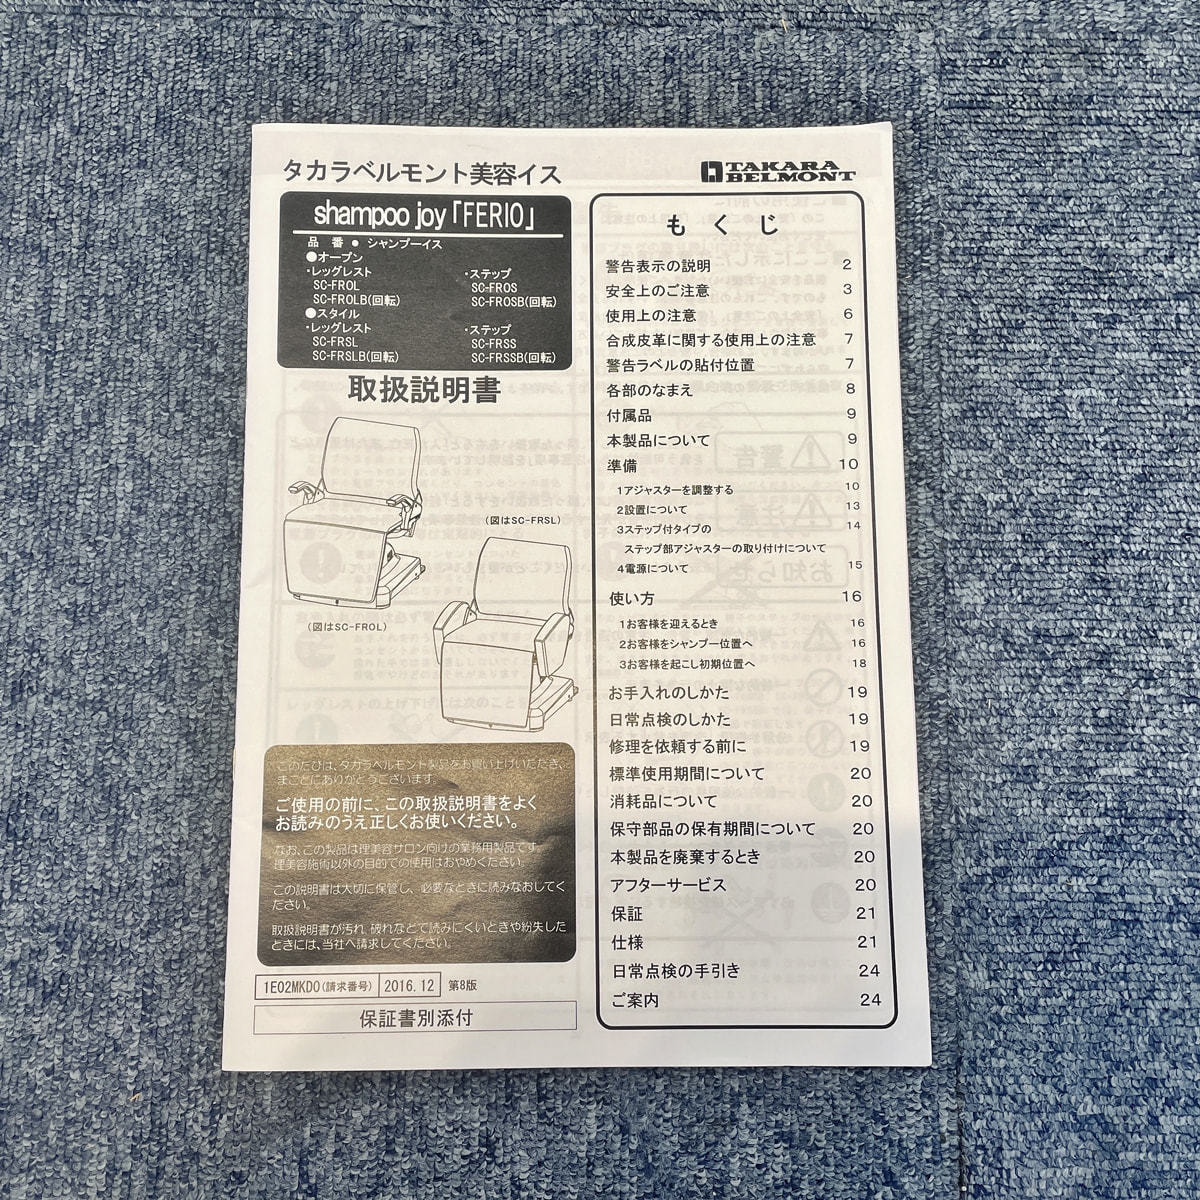 タカラベルモント美容イス
TAKARA
BELMONT
shampoo joy「FERIO」
品 番 ● シャンプーイス
●オープン
・レッグレスト ・ステップ
SC-FROL SC-FROS
SC-FROLB(回転) SC-FROSB(回転)
●スタイル
・レッグレスト ・ステップ
SC-FRSL SC-FRSS
SC-FRSLB(回転) SC-FRSSB(回転)
取扱説明書
(図はSC-FRSL)
(図はSC-FROL)
このたびは、タカラベルモント製品をお買い上げいただき、
まことにありがとうございます。
ご使用の前に、この取扱説明書をよく
お読みのうえ正しくお使いください。
なお、この製品は理美容サロン向けの業務用製品です。
理美容施術以外の目的での使用はおやめください。
この説明書は大切に保管し、必要なときに読みなおしてく
ださい。
取扱説明書が汚れ、破れなどで読みにくいときや紛失した
ときには、当社へ請求してください。
1E02MKD0(請求番号) 2016.12 第8版
保証書別添付
も く じ
警告表示の説明 2
安全上のご注意 3
使用上の注意 6
合成皮革に関する使用上の注意 7
警告ラベルの貼付位置 7
各部のなまえ 8
付属品 9
本製品について 9
準備 10
1アジャスターを調整する 10
2設置について 13
3ステップ付タイプの 14
ステップ部アジャスターの取り付けについて
4電源について 15
使い方 16
1お客様を迎えるとき 16
2お客様をシャンプー位置へ 16
3お客様を起こし初期位置へ 18
お手入れのしかた 19
日常点検のしかた 19
修理を依頼する前に 19
標準使用期間について 20
消耗品について 20
保守部品の保有期間について 20
本製品を廃棄するとき 20
アフターサービス 20
保証 21
仕様 21
日常点検の手引き 24
ご案内 24